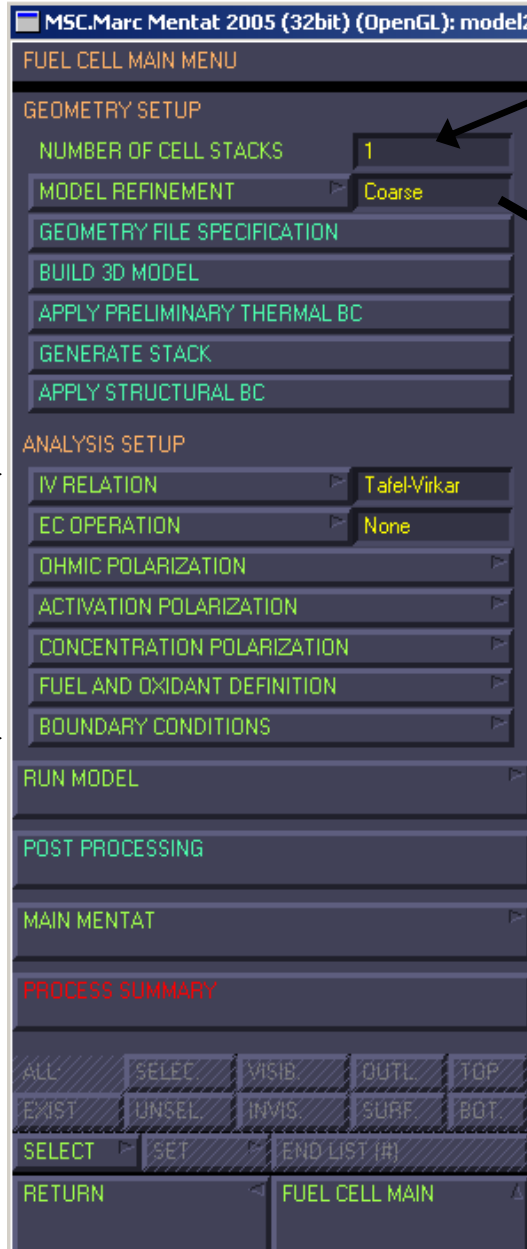 MSC.Marc Mentat 2005 (32bit) (OpenGL): model2
FUEL CELL MAIN MENU
GEOMETRY SETUP
NUMBER OF CELL STACKS 1
MODEL REFINEMENT Coarse
GEOMETRY FILE SPECIFICATION
BUILD 3D MODEL
APPLY PRELIMINARY THERMAL BC
GENERATE STACK
APPLY STRUCTURAL BC
ANALYSIS SETUP
IV RELATION Tafel-Virkar
EC OPERATION None
OHMIC POLARIZATION
ACTIVATION POLARIZATION
CONCENTRATION POLARIZATION
FUEL AND OXIDANT DEFINITION
BOUNDARY CONDITIONS
RUN MODEL
POST PROCESSING
MAIN MENTAT
PROCESS SUMMARY
ALL: SELEC. VISIB. OUTL. TOP
EXIST. UNSEL. INVIS. SURF. BOT.
SELECT SET END LIST (#)
RETURN FUEL CELL MAIN